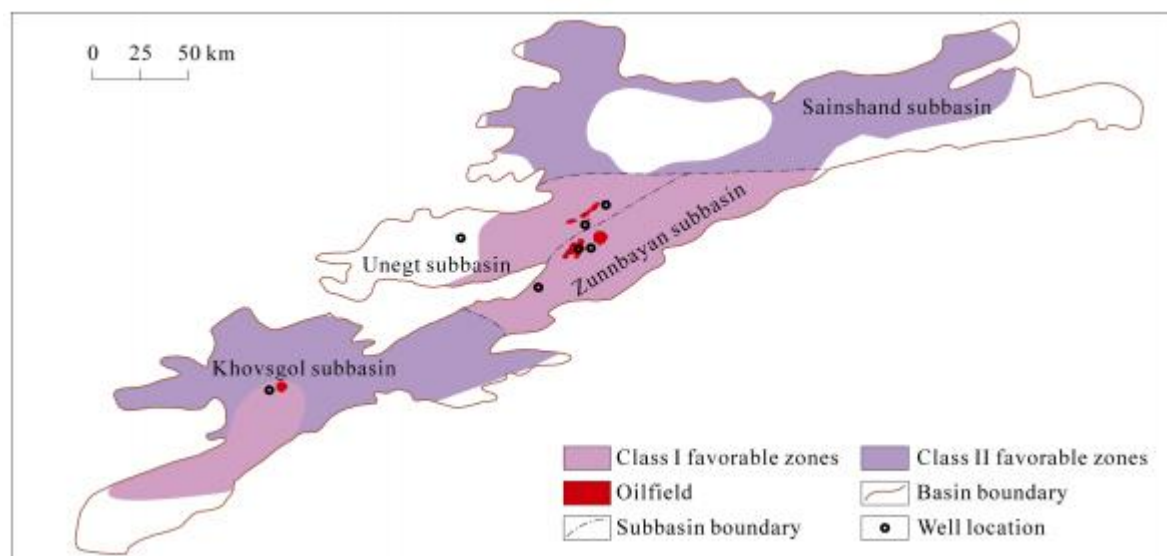 0 25 50 km
Sainshand subbasin
Zunnbayan subbasin
Unegt subbasin
Khovsgol subbasin
Class I favorable zones
Class II favorable zones
Oilfield
Basin boundary
Subbasin boundary
Well location